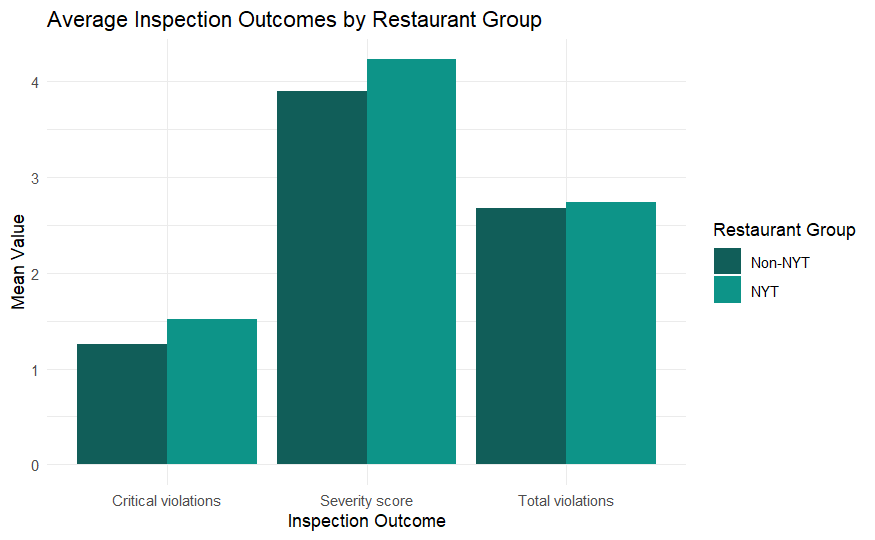 Average Inspection Outcomes by Restaurant Group
Mean Value
4
3
2
1
0
Critical violations
Severity score
Total violations
Inspection Outcome
Restaurant Group
Non-NYT
NYT